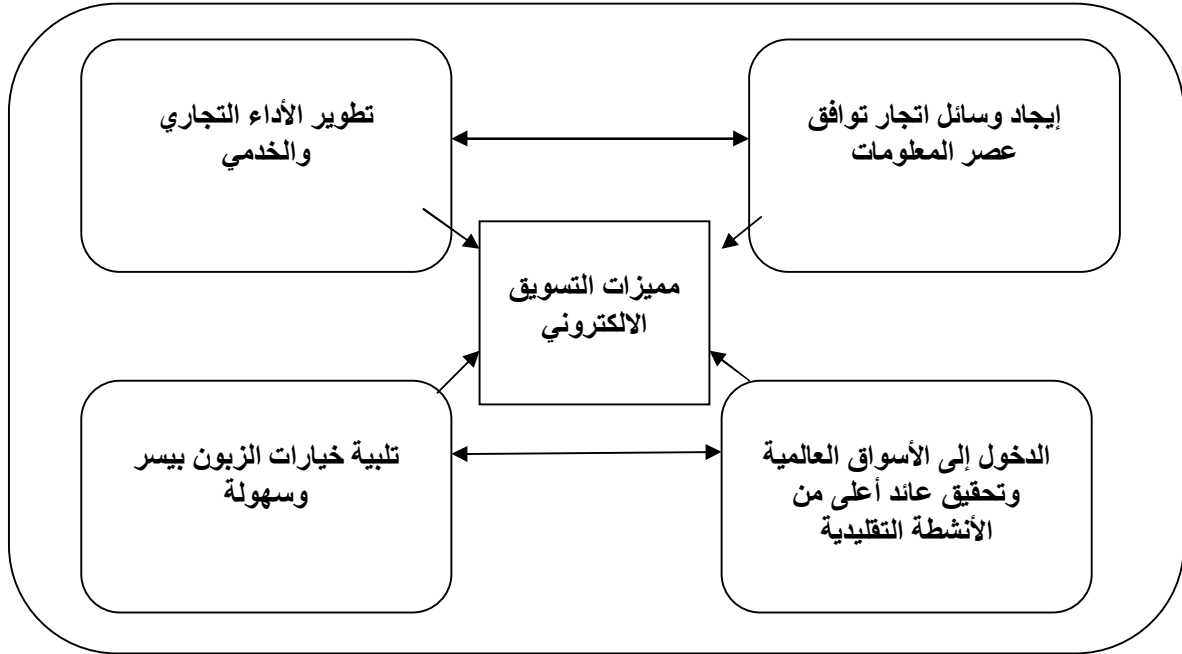 إيجاد وسائل اتجار توافق
عصر المعلومات
تطوير الأداء التجاري
والخدمي
مميزات التسويق
الالكتروني
الدخول إلى الأسواق العالمية
وتحقيق عائد أعلى من
الأنشطة التقليدية
تلبية خيارات الزبون بيسر
وسهولة